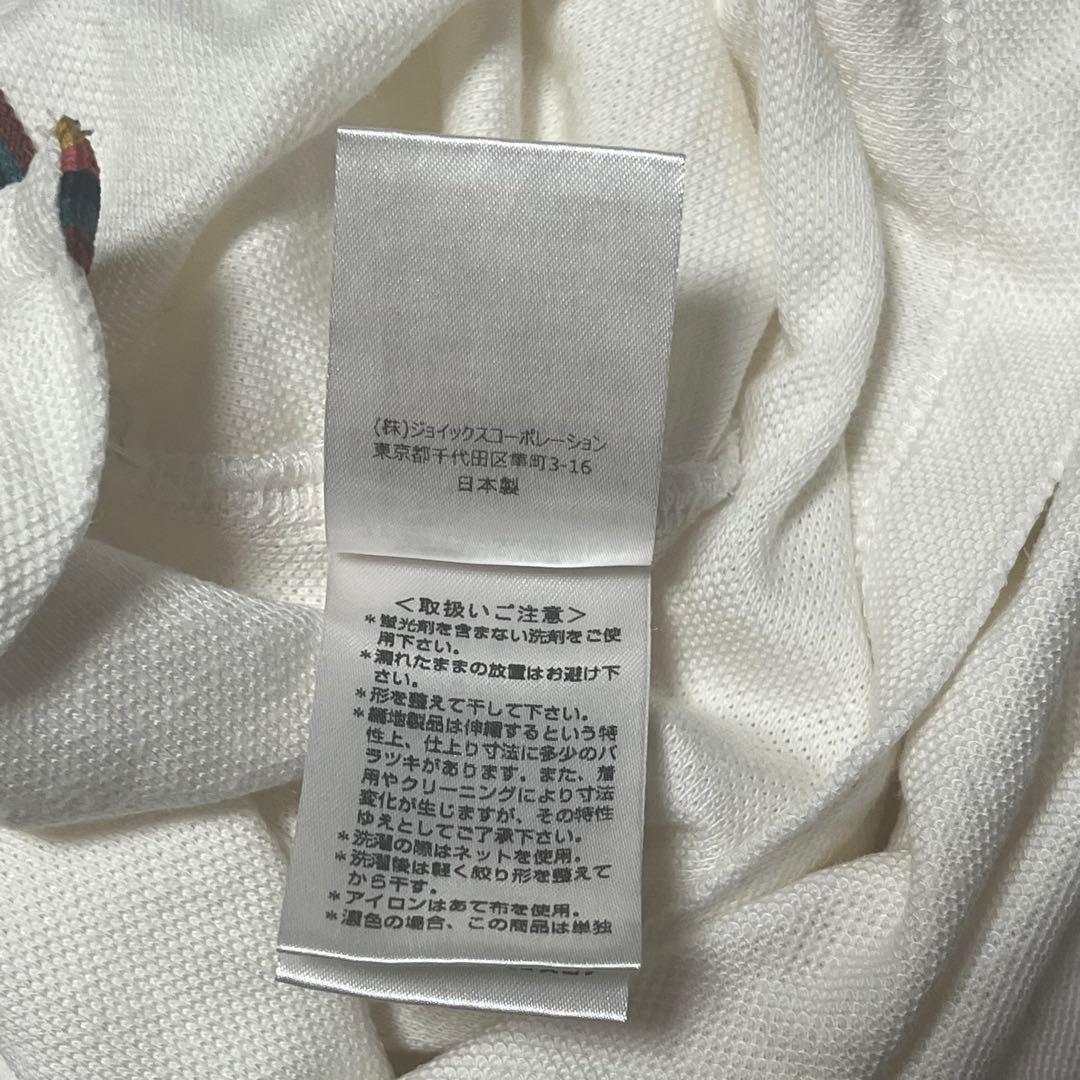 (株)ジョイックスコーポレーション
東京都千代田区隼町3-16
日本製
＜取扱いご注意＞
*蛍光剤を含まない洗剤をご使
用下さい。
*濡れたままの放置はお避け下
さい。
*形を整えて干して下さい。
*編地製品は伸縮するという特
性上、仕上り寸法に多少のバ
ラツキがあります。また、着
用やクリーニングにより寸法
変化が生じますが、その特性
ゆえとしてご了承下さい。
*洗濯の際はネットを使用。
*洗濯後は軽く絞り形を整えて
から干す。
*アイロンはあて布を使用。
*濃色の場合、この商品は単独